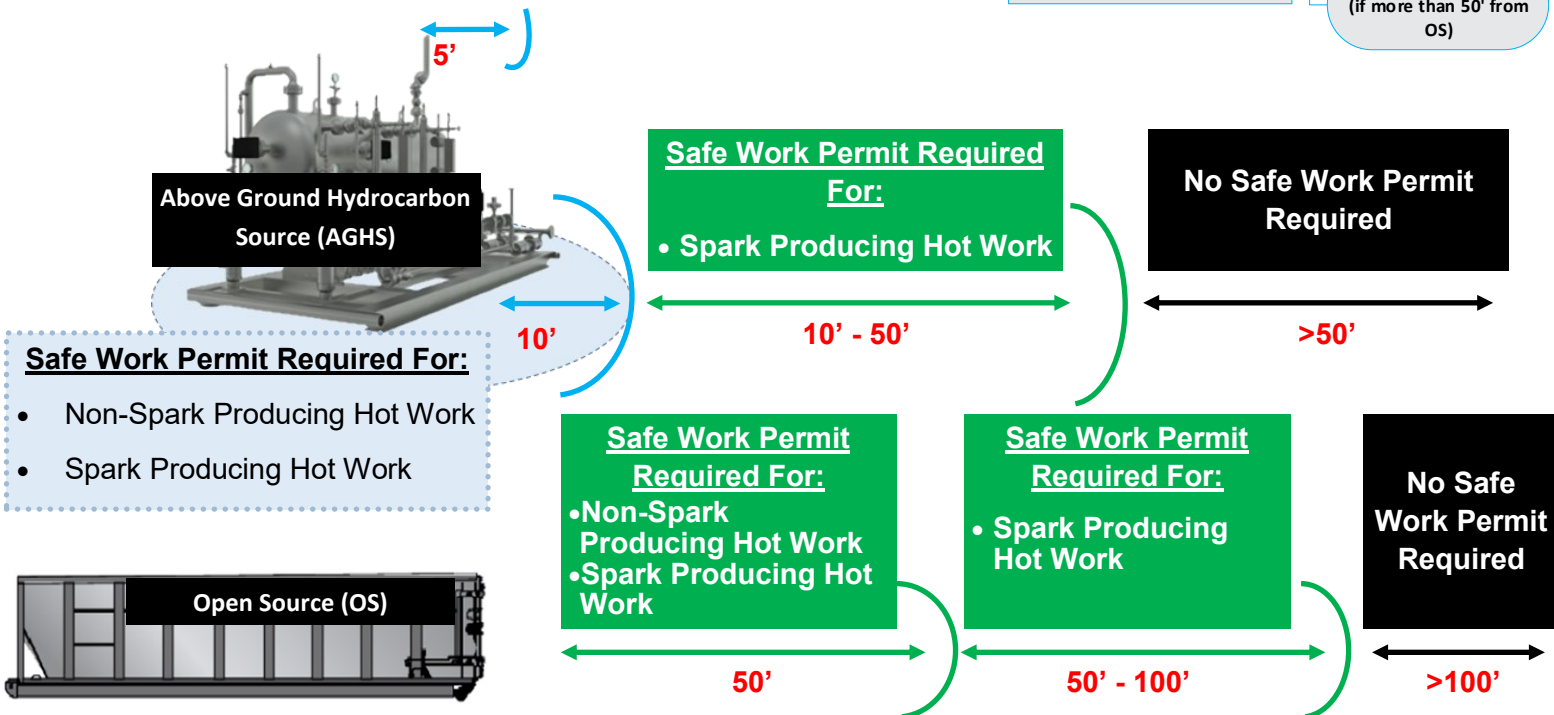 (if more than 50' from
OS)
5’
Above Ground Hydrocarbon
Source (AGHS)
Safe Work Permit Required
For:
• Spark Producing Hot Work
No Safe Work Permit
Required
10’
10’ - 50’
>50’
Safe Work Permit Required For:
• Non-Spark Producing Hot Work
• Spark Producing Hot Work
Safe Work Permit
Required For:
•Non-Spark
Producing Hot Work
•Spark Producing Hot
Work
Safe Work Permit
Required For:
• Spark Producing
Hot Work
No Safe
Work Permit
Required
Open Source (OS)
50’
50’ - 100’
>100’